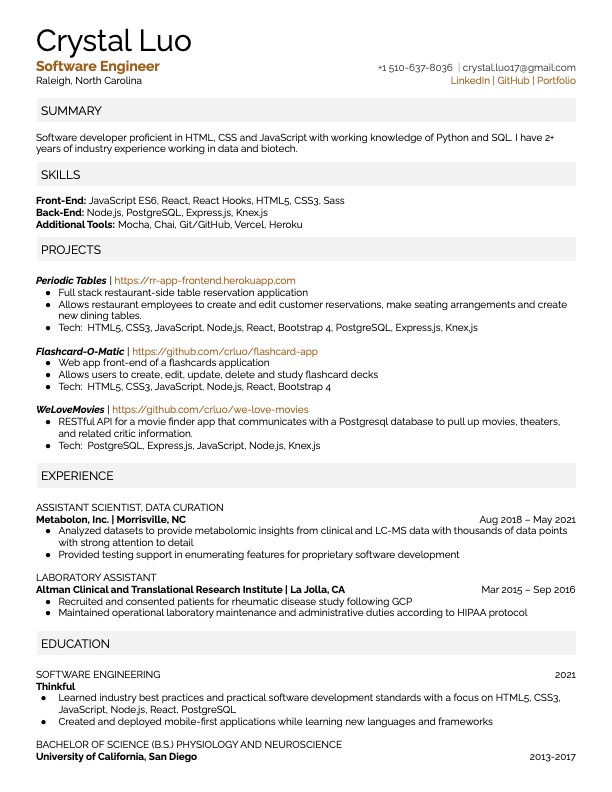 Crystal Luo
Software Engineer
+1 510-637-8036 | crystal.luo17@gmail.com
Raleigh, North Carolina
LinkedIn | GitHub | Portfolio
SUMMARY
Software developer proficient in HTML, CSS and JavaScript with working knowledge of Python and SQL. I have 2+
years of industry experience working in data and biotech.
SKILLS
Front-End: JavaScript ES6, React, React Hooks, HTML5, CSS3, Sass
Back-End: Node.js, PostgreSQL, Express.js, Knex.js
Additional Tools: Mocha, Chai, Git/GitHub, Vercel, Heroku
PROJECTS
Periodic Tables | https://rr-app-frontend.herokuapp.com
● Full stack restaurant-side table reservation application
● Allows restaurant employees to create and edit customer reservations, make seating arrangements and create
new dining tables.
● Tech: HTML5, CSS3, JavaScript, Node.js, React, Bootstrap 4, PostgreSQL, Express.js, Knex.js
Flashcard-O-Matic | https://github.com/crluo/flashcard-app
● Web app front-end of a flashcards application
● Allows users to create, edit, update, delete and study flashcard decks
● Tech: HTML5, CSS3, JavaScript, Node.js, React, Bootstrap 4
WeLoveMovies | https://github.com/crluo/we-love-movies
● RESTful API for a movie finder app that communicates with a Postgresql database to pull up movies, theaters,
and related critic information.
● Tech: PostgreSQL, Express.js, JavaScript, Node.js, Knex.js
EXPERIENCE
ASSISTANT SCIENTIST, DATA CURATION
Metabolon, Inc. | Morrisville, NC Aug 2018 – May 2021
● Analyzed datasets to provide metabolomic insights from clinical and LC-MS data with thousands of data points
with strong attention to detail
● Provided testing support in enumerating features for proprietary software development
LABORATORY ASSISTANT
Altman Clinical and Translational Research Institute | La Jolla, CA Mar 2015 – Sep 2016
● Recruited and consented patients for rheumatic disease study following GCP
● Maintained operational laboratory maintenance and administrative duties according to HIPAA protocol
EDUCATION
SOFTWARE ENGINEERING 2021
Thinkful
● Learned industry best practices and practical software development standards with a focus on HTML5, CSS3,
JavaScript, Node.js, React, PostgreSQL
● Created and deployed mobile-first applications while learning new languages and frameworks
BACHELOR OF SCIENCE (B.S.) PHYSIOLOGY AND NEUROSCIENCE
University of California, San Diego 2013-2017